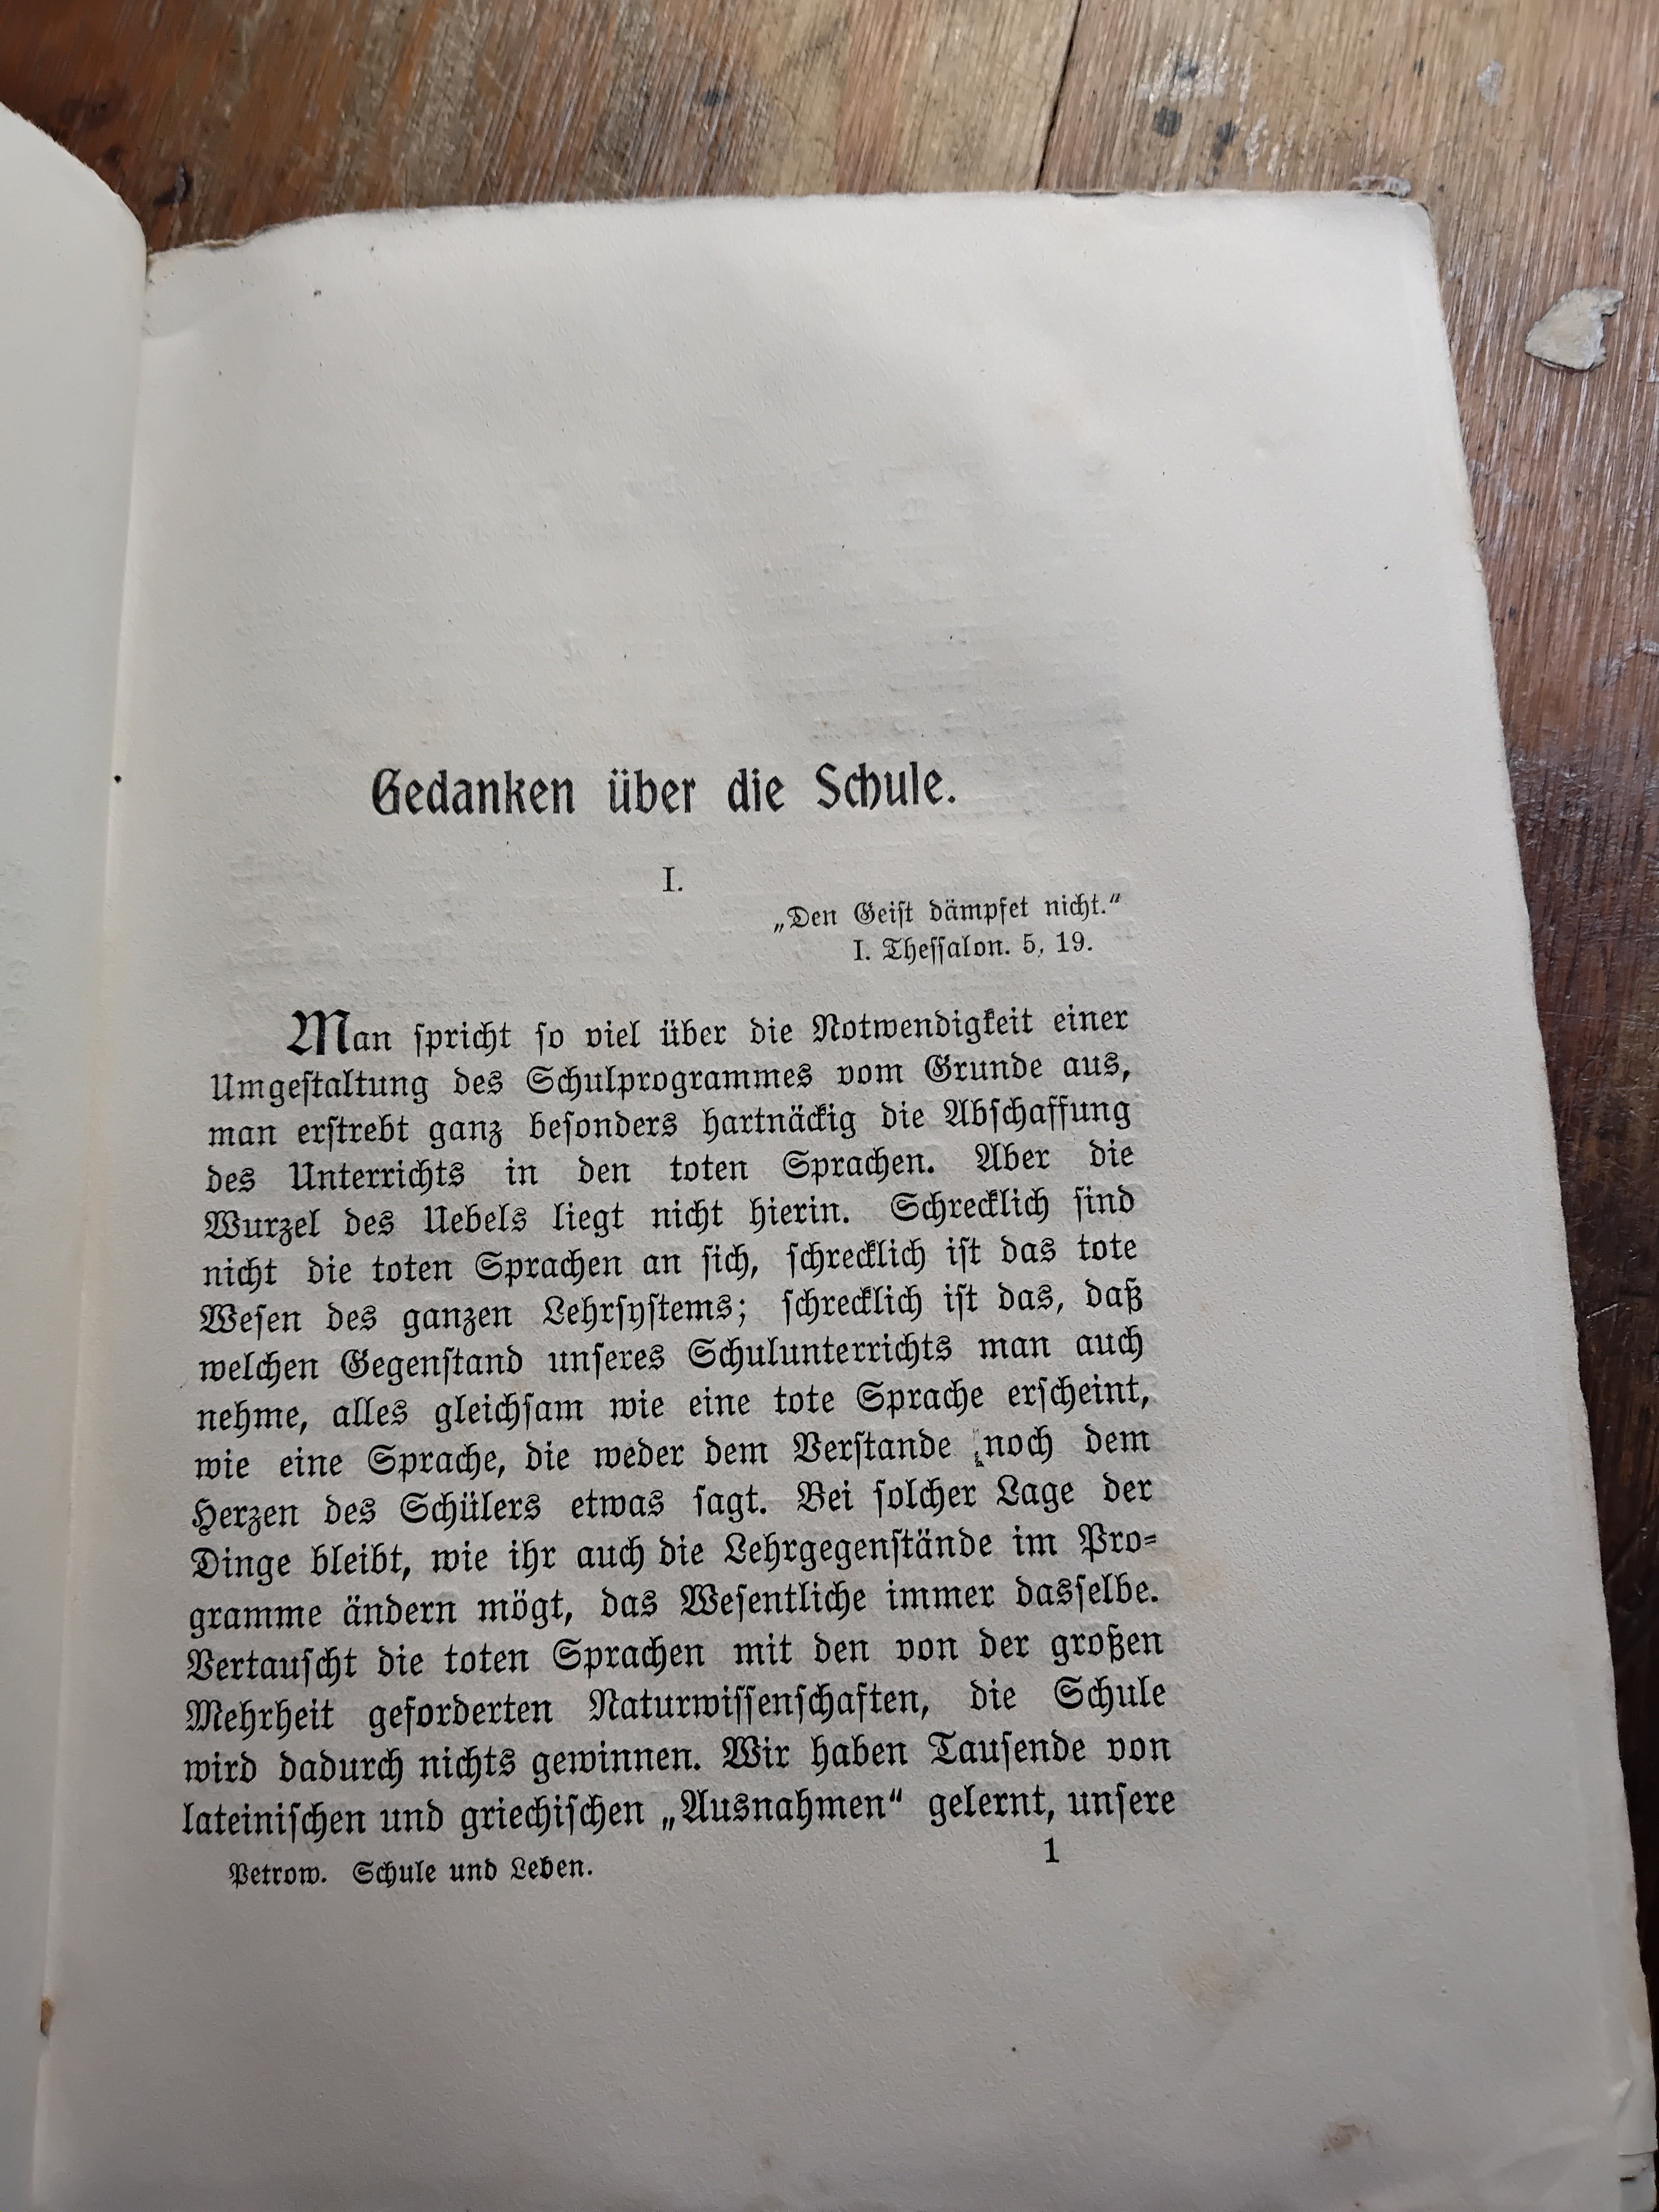 Gedanken über die Schule.
I.
„Den Geiſt dämpfet nicht.“
I. Theſſalon. 5, 19.
Man ſpricht ſo viel über die Notwendigkeit einer
Umgeſtaltung des Schulprogrammes vom Grunde aus,
man erſtrebt ganz beſonders hartnäckig die Abſchaffung
des Unterrichts in den toten Sprachen. Aber die
Wurzel des Uebels liegt nicht hierin. Schrecklich ſind
nicht die toten Sprachen an ſich, ſchrecklich iſt das tote
Weſen des ganzen Lehrſyſtems; ſchrecklich iſt das, daß
welchen Gegenſtand unſeres Schulunterrichts man auch
nehme, alles gleichſam wie eine tote Sprache erſcheint,
wie eine Sprache, die weder dem Verſtande noch dem
Herzen des Schülers etwas ſagt. Bei ſolcher Lage der
Dinge bleibt, wie ihr auch die Lehrgegenſtände im Pro⸗
gramme ändern mögt, das Weſentliche immer dasſelbe.
Vertauſcht die toten Sprachen mit den von der großen
Mehrheit geforderten Naturwiſſenſchaften, die Schule
wird dadurch nichts gewinnen. Wir haben Tauſende von
lateiniſchen und griechiſchen „Ausnahmen“ gelernt, unſere
Petrow. Schule und Leben.
1